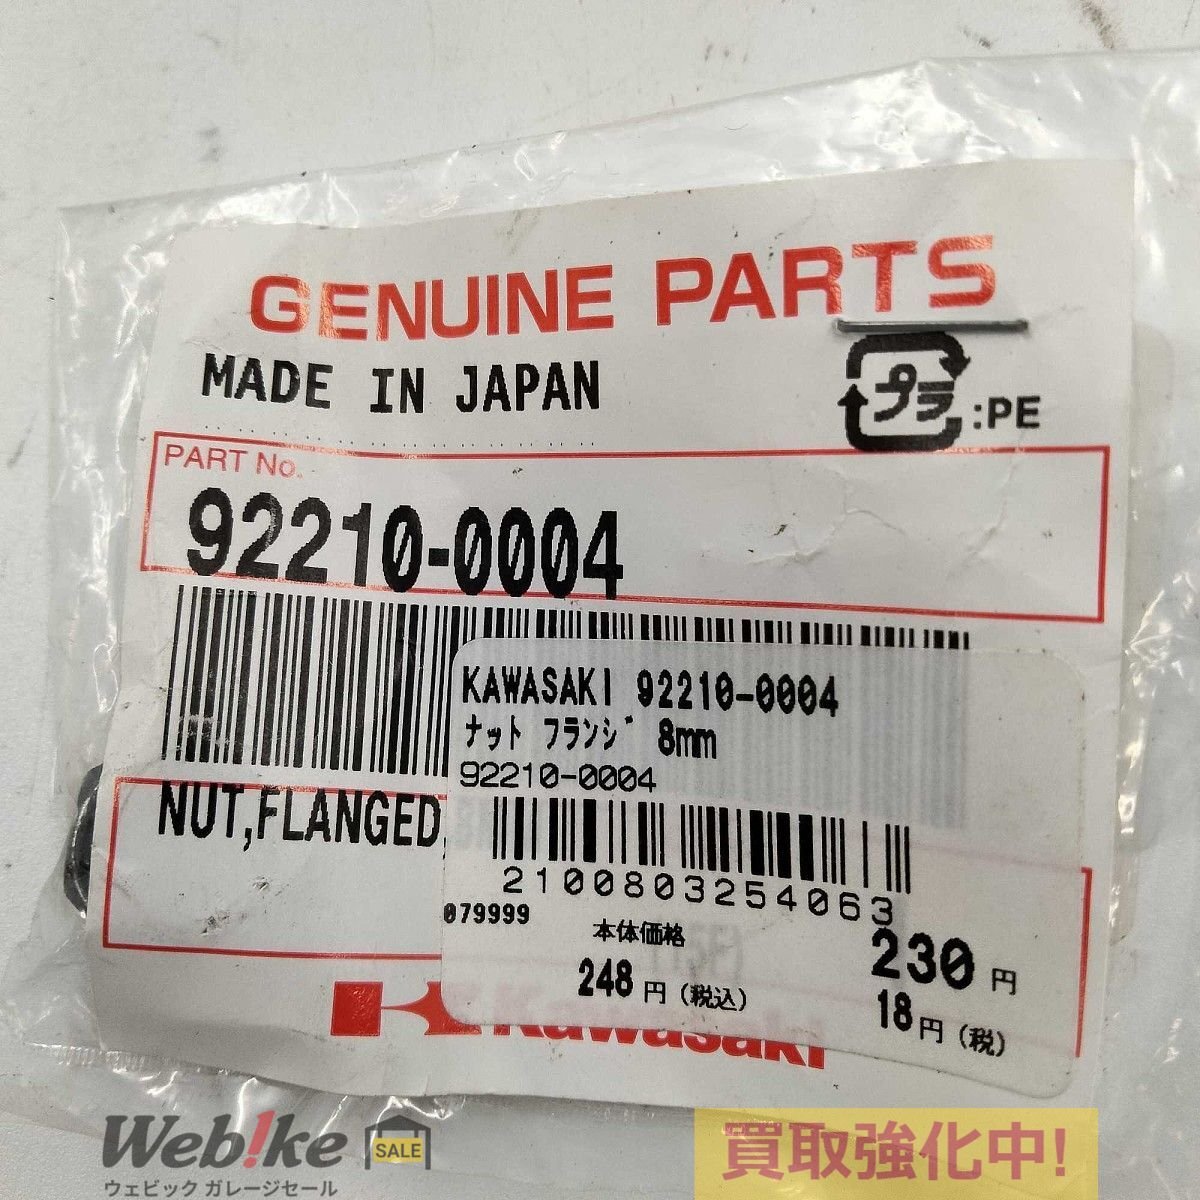 GENUINE PARTS
MADE IN JAPAN
プラ :PE
PART No.
92210-0004
KAWASAKI 92210-0004
ナット フランジ 8mm
92210-0004
NUT,FLANGED,
2100803254063
079999
本体価格 230円
248円(税込) 18円(税)
Kawasaki
Web!ke SALE
ウェビック ガレージセール
買取強化中!